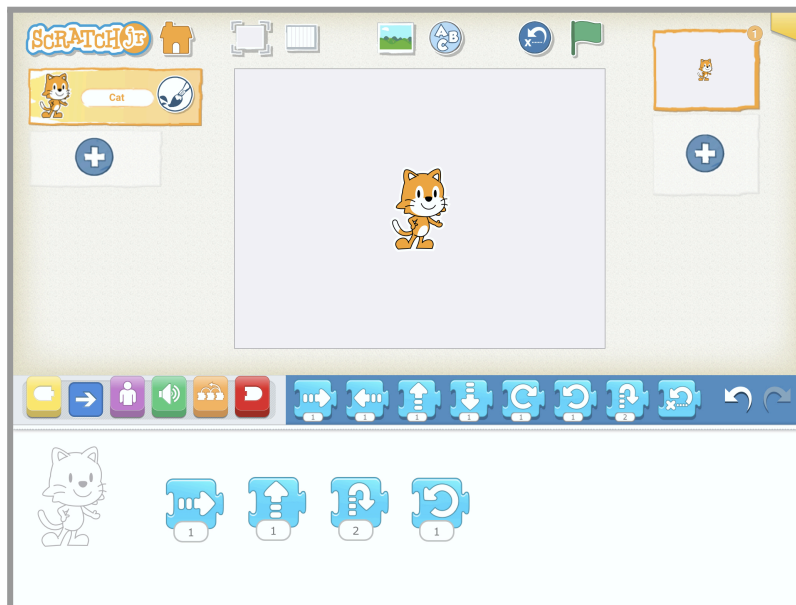 SCRATCHJr
A B C
x
1
Cat
1 1 1 1 1 1 2 x
1 1 2 1